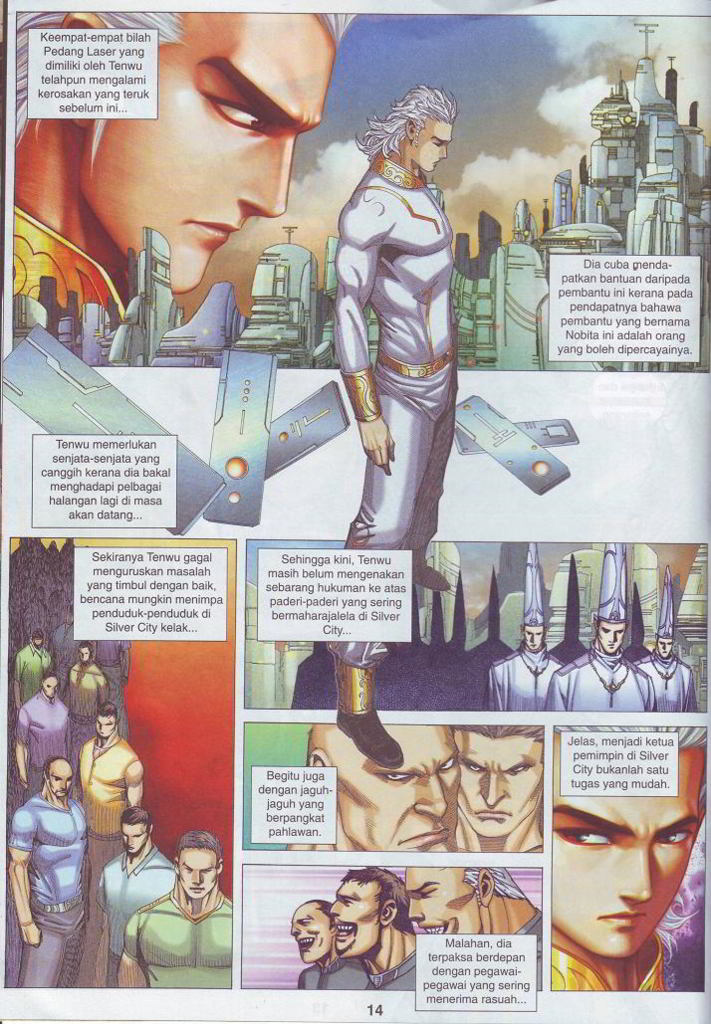 Keempat-empat bilah
Pedang Laser yang
dimiliki oleh Tenwu
telahpun mengalami
kerosakan yang teruk
sebelum ini...
Dia cuba menda-
patkan bantuan daripada
pembantu ini kerana pada
pendapatnya bahawa
pembantu yang bernama
Nobita ini adalah orang
yang boleh dipercayainya.
Tenwu memerlukan
senjata-senjata yang
canggih kerana dia bakal
menghadapi pelbagai
halangan lagi di masa
akan datang...
Sekiranya Tenwu gagal
menguruskan masalah
yang timbul dengan baik,
bencana mungkin menimpa
penduduk-penduduk di
Silver City kelak...
Sehingga kini, Tenwu
masih belum mengenakan
sebarang hukuman ke atas
paderi-paderi yang sering
bermaharajalela di Silver
City...
Begitu juga
dengan jaguh-
jaguh yang
berpangkat
pahlawan.
Jelas, menjadi ketua
pemimpin di Silver
City bukanlah satu
tugas yang mudah.
Malahan, dia
terpaksa berdepan
dengan pegawai-
pegawai yang sering
menerima rasuah...
14